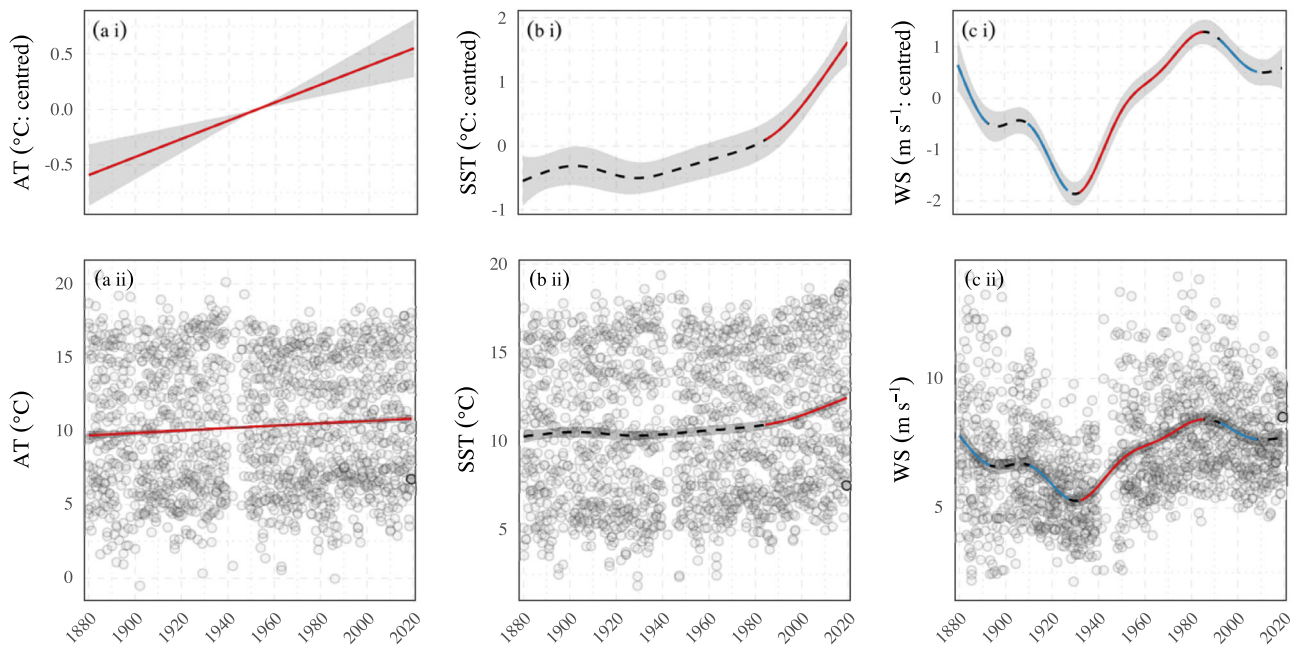 AT (°C: centred)
0.5
0.0
-0.5
(a i)
SST (°C: centred)
2
1
0
-1
(b i)
WS (m s⁻¹: centred)
1
0
-1
-2
(c i)
AT (°C)
20
15
10
5
0
(a ii)
1880 1900 1920 1940 1960 1980 2000 2020
SST (°C)
20
15
10
5
(b ii)
1880 1900 1920 1940 1960 1980 2000 2020
WS (m s⁻¹)
10
5
(c ii)
1880 1900 1920 1940 1960 1980 2000 2020